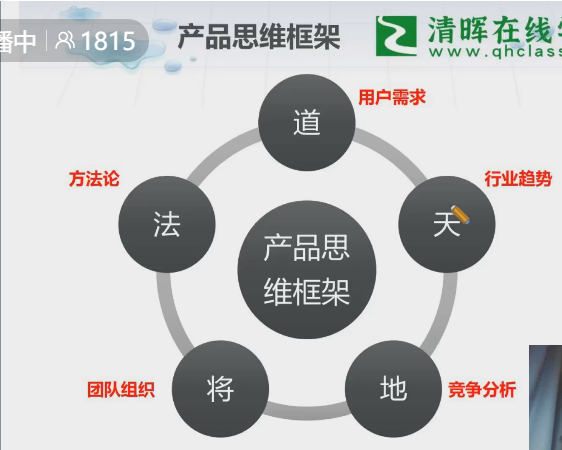 播中 1815
产品思维框架
清晖在线学
www.qhclass
道
用户需求
方法论
行业趋势
法
天
产品思
维框架
团队组织
将
地
竞争分析